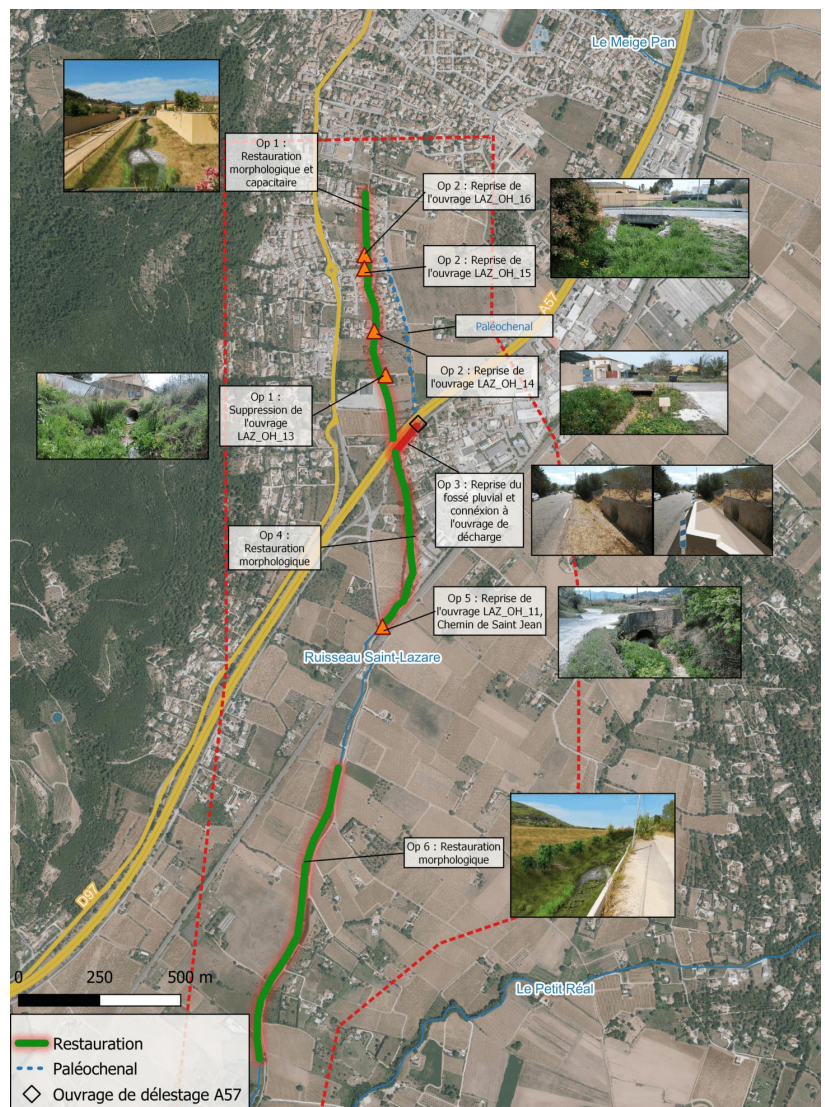 Le Meige Pan
Op 1 :
Restauration
morphologique et
capacitaire
Op 2 : Reprise de
l'ouvrage LAZ_OH_16
Op 2 : Reprise de
l'ouvrage LAZ_OH_15
A57
Paléochenal
Op 2 : Reprise de
l'ouvrage LAZ_OH_14
Op 1 :
Suppression de
l'ouvrage
LAZ_OH_13
Op 3 : Reprise du
fossé pluvial et
connéxion à
l'ouvrage de
décharge
Op 4 :
Restauration
morphologique
Op 5 : Reprise de
l'ouvrage LAZ_OH_11,
Chemin de Saint Jean
Ruisseau Saint-Lazare
Op 6 : Restauration
morphologique
D97
Le Petit Réal
0 250 500 m
Restauration
Paléochenal
Ouvrage de délestage A57